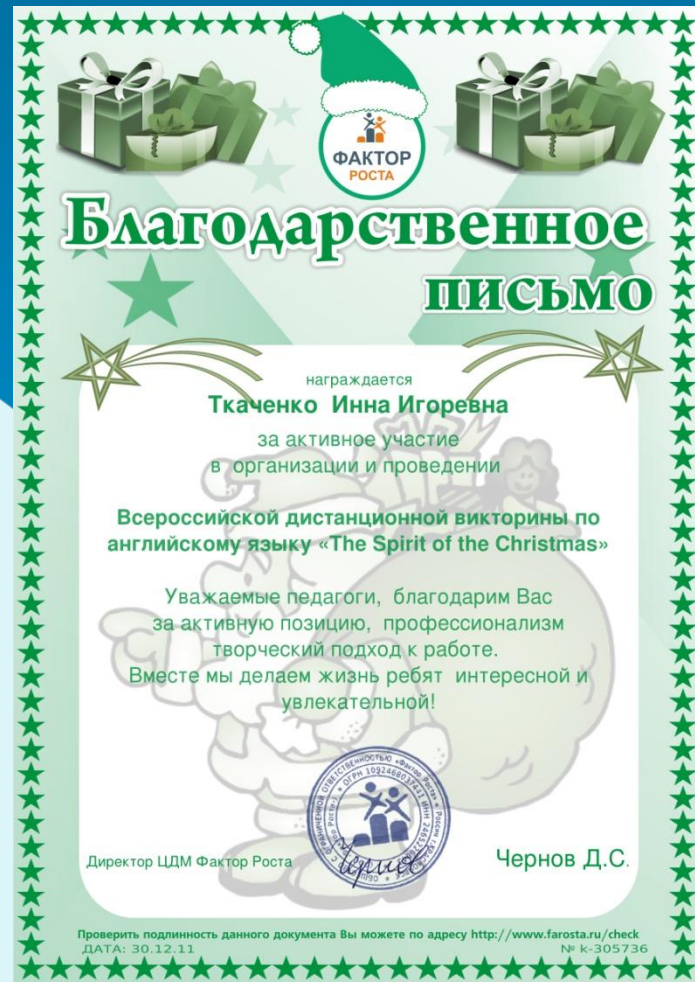 ФАКТОР
РОСТА
Благодарственное
письмо
награждается
Ткаченко Инна Игоревна
за активное участие
в организации и проведении
Всероссийской дистанционной викторины по
английскому языку «The Spirit of the Christmas»
Уважаемые педагоги, благодарим Вас
за активную позицию, профессионализм
творческий подход к работе.
Вместе мы делаем жизнь ребят интересной и
увлекательной!
Директор ЦДМ Фактор Роста
Чернов Д.С.
Проверить подлинность данного документа Вы можете по адресу http://www.farosta.ru/check
ДАТА: 30.12.11
№ k-305736